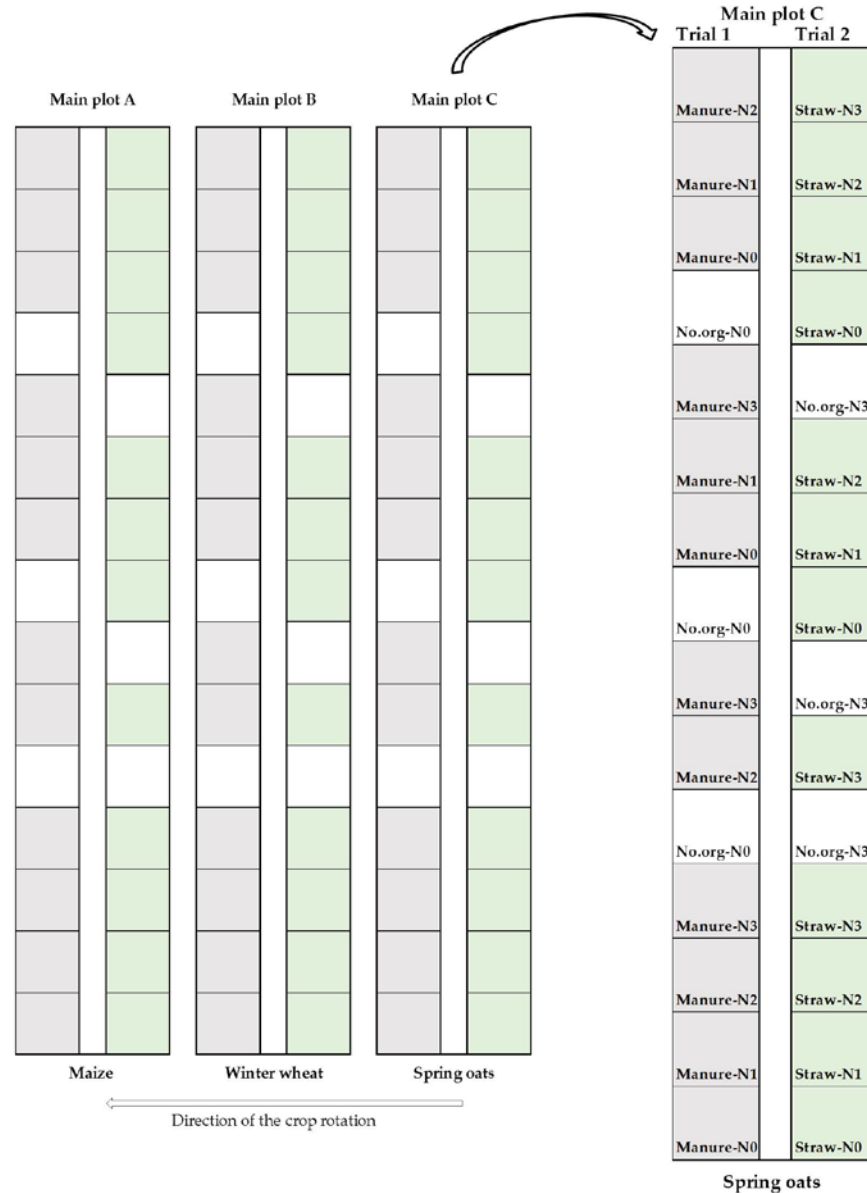 Main plot C
Trial 1 Trial 2
Main plot A Main plot B Main plot C
Manure-N2 Straw-N3
Manure-N1 Straw-N2
Manure-N0 Straw-N1
No.org-N0 Straw-N0
Manure-N3 No.org-N3
Manure-N1 Straw-N2
Manure-N0 Straw-N1
No.org-N0 Straw-N0
Manure-N3 No.org-N3
Manure-N2 Straw-N3
No.org-N0 No.org-N3
Manure-N3 Straw-N3
Manure-N2 Straw-N2
Manure-N1 Straw-N1
Manure-N0 Straw-N0
Maize Winter wheat Spring oats
Direction of the crop rotation
Spring oats